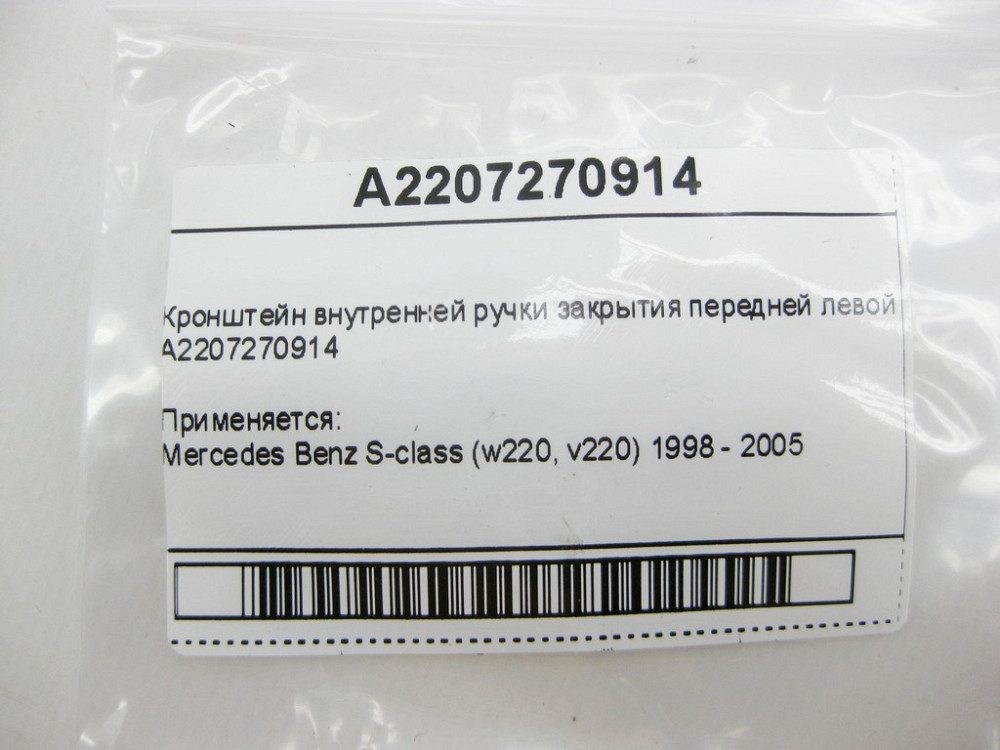 A2207270914
Кронштейн внутренней ручки закрытия передней левой
A2207270914
Применяется:
Mercedes Benz S-class (w220, v220) 1998 - 2005